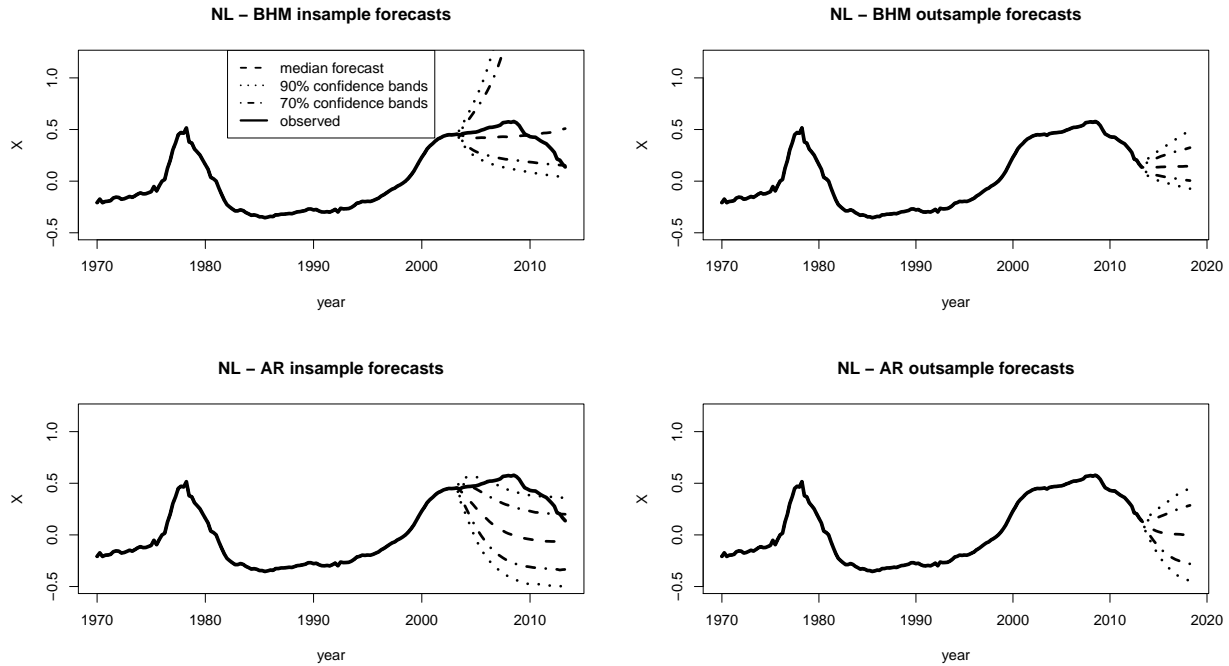 NL − BHM insample forecasts
X
1.0
0.5
0.0
−0.5
median forecast
90% confidence bands
70% confidence bands
observed
1970 1980 1990 2000 2010
year
NL − BHM outsample forecasts
X
1.0
0.5
0.0
−0.5
1970 1980 1990 2000 2010 2020
year
NL − AR insample forecasts
X
1.0
0.5
0.0
−0.5
1970 1980 1990 2000 2010
year
NL − AR outsample forecasts
X
1.0
0.5
0.0
−0.5
1970 1980 1990 2000 2010 2020
year